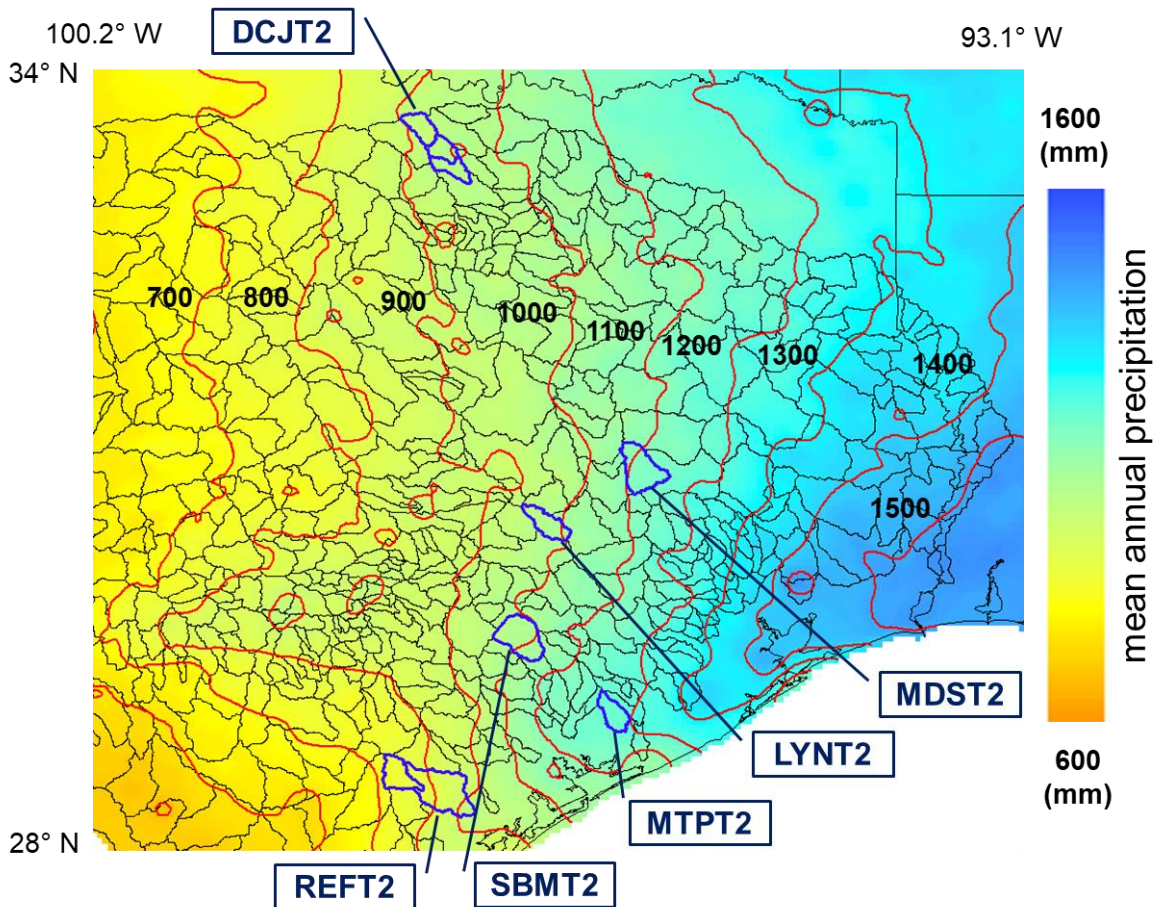 100.2° W
DCJT2
93.1° W
34° N
1600
(mm)
700
800
900
1000
1100
1200
1300
1400
1500
mean annual precipitation
MDST2
LYNT2
600
(mm)
MTPT2
28° N
REFT2
SBMT2